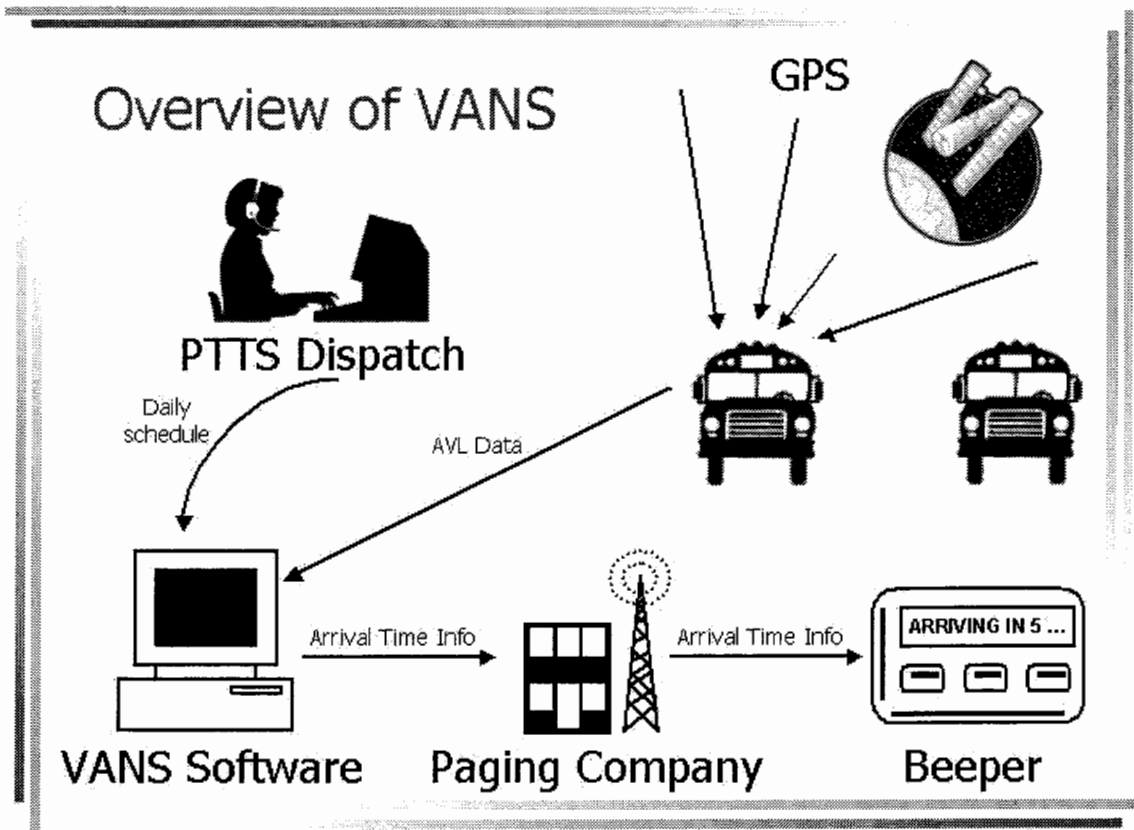 Overview of VANS
GPS
PTTS Dispatch
Daily
schedule
AVL Data
Arrival Time Info
Arrival Time Info
ARRIVING IN 5 ...
VANS Software
Paging Company
Beeper